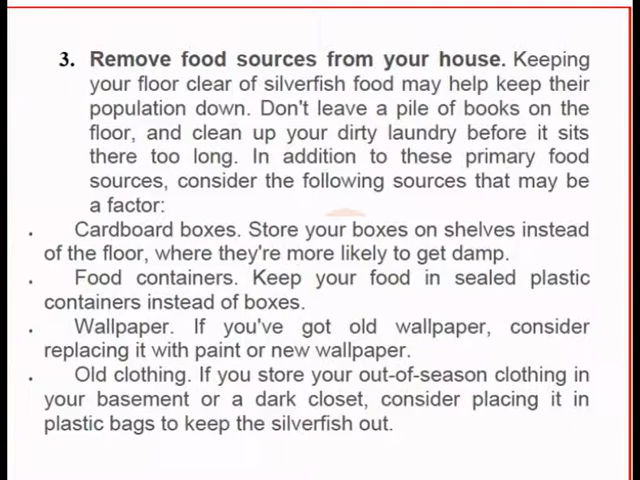 3. Remove food sources from your house. Keeping
your floor clear of silverfish food may help keep their
population down. Don't leave a pile of books on the
floor, and clean up your dirty laundry before it sits
there too long. In addition to these primary food
sources, consider the following sources that may be
a factor:
· Cardboard boxes. Store your boxes on shelves instead
of the floor, where they're more likely to get damp.
· Food containers. Keep your food in sealed plastic
containers instead of boxes.
· Wallpaper. If you've got old wallpaper, consider
replacing it with paint or new wallpaper.
· Old clothing. If you store your out-of-season clothing in
your basement or a dark closet, consider placing it in
plastic bags to keep the silverfish out.